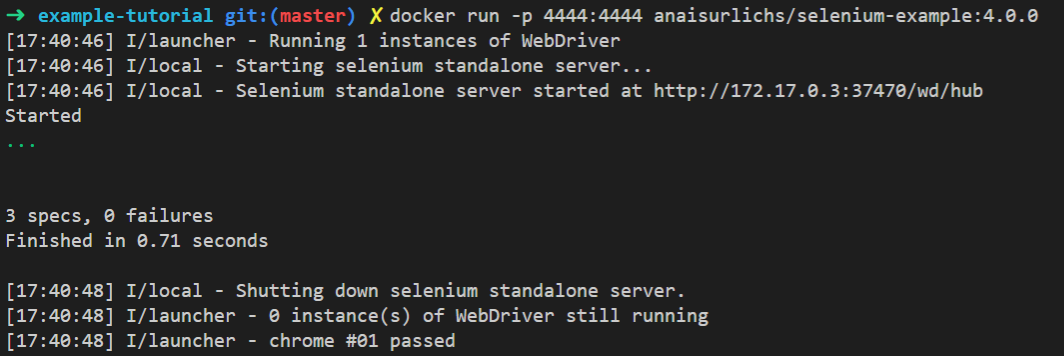 ➜ example-tutorial git:(master) ✗ docker run -p 4444:4444 anaisurlichs/selenium-example:4.0.0
[17:40:46] I/launcher - Running 1 instances of WebDriver
[17:40:46] I/local - Starting selenium standalone server...
[17:40:46] I/local - Selenium standalone server started at http://172.17.0.3:37470/wd/hub
Started
...
3 specs, 0 failures
Finished in 0.71 seconds
[17:40:48] I/local - Shutting down selenium standalone server.
[17:40:48] I/launcher - 0 instance(s) of WebDriver still running
[17:40:48] I/launcher - chrome #01 passed